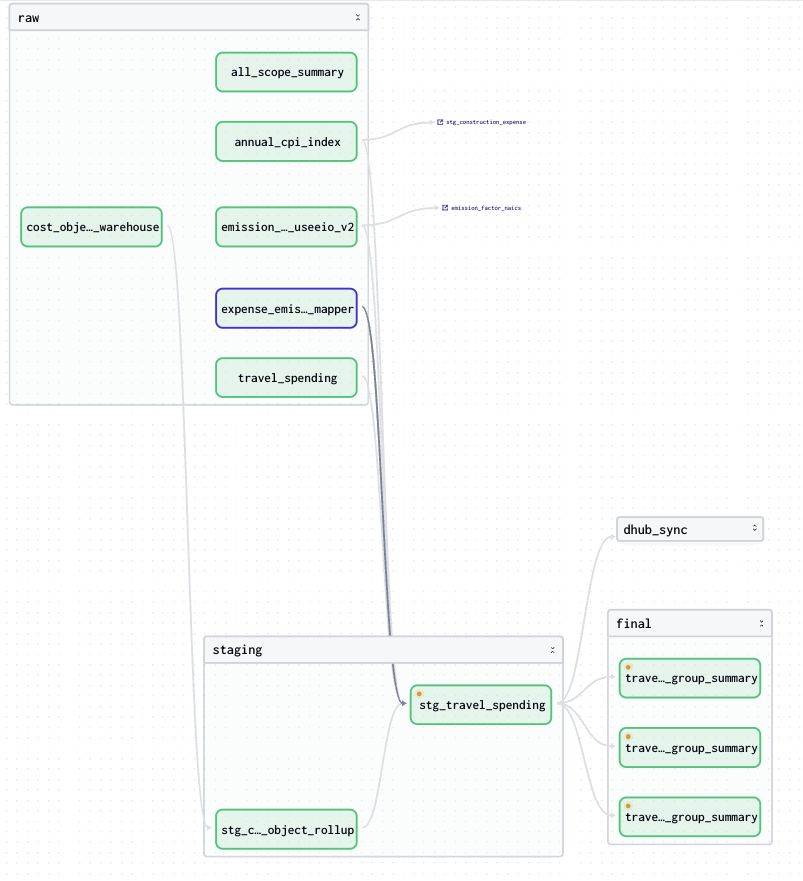 raw
all_scope_summary
annual_cpi_index
stg_construction_expense
cost_obje…_warehouse
emission_…_useeio_v2
emission_factor_naics
expense_emis…_mapper
travel_spending
dhub_sync
final
staging
trave…_group_summary
stg_travel_spending
trave…_group_summary
trave…_group_summary
stg_c…_object_rollup